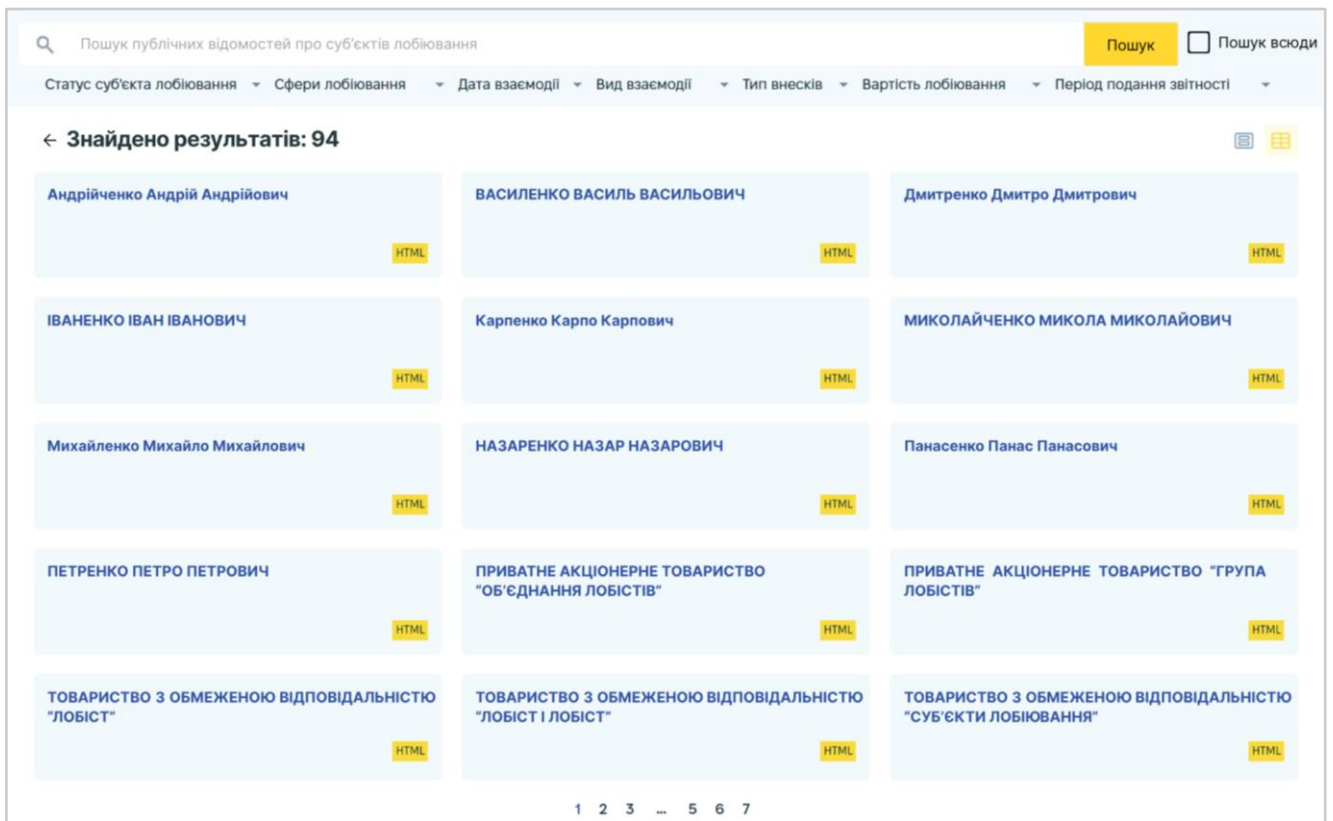 Пошук публічних відомостей про суб'єктів лобіювання
Пошук
Пошук всюди
Статус суб'єкта лобіювання Сфери лобіювання Дата взаємодії Вид взаємодії Тип внесків Вартість лобіювання Період подання звітності
← Знайдено результатів: 94
Андрійченко Андрій Андрійович
HTML
ВАСИЛЕНКО ВАСИЛЬ ВАСИЛЬОВИЧ
HTML
Дмитренко Дмитро Дмитрович
HTML
ІВАНЕНКО ІВАН ІВАНОВИЧ
HTML
Карпенко Карпо Карпович
HTML
МИКОЛАЙЧЕНКО МИКОЛА МИКОЛАЙОВИЧ
HTML
Михайленко Михайло Михайлович
HTML
НАЗАРЕНКО НАЗАР НАЗАРОВИЧ
HTML
Панасенко Панас Панасович
HTML
ПЕТРЕНКО ПЕТРО ПЕТРОВИЧ
HTML
ПРИВАТНЕ АКЦІОНЕРНЕ ТОВАРИСТВО
"ОБ'ЄДНАННЯ ЛОБІСТІВ"
HTML
ПРИВАТНЕ АКЦІОНЕРНЕ ТОВАРИСТВО "ГРУПА
ЛОБІСТІВ"
HTML
ТОВАРИСТВО З ОБМЕЖЕНОЮ ВІДПОВІДАЛЬНІСТЮ
"ЛОБІСТ"
HTML
ТОВАРИСТВО З ОБМЕЖЕНОЮ ВІДПОВІДАЛЬНІСТЮ
"ЛОБІСТ І ЛОБІСТ"
HTML
ТОВАРИСТВО З ОБМЕЖЕНОЮ ВІДПОВІДАЛЬНІСТЮ
"СУБ'ЄКТИ ЛОБІЮВАННЯ"
HTML
1 2 3 ... 5 6 7